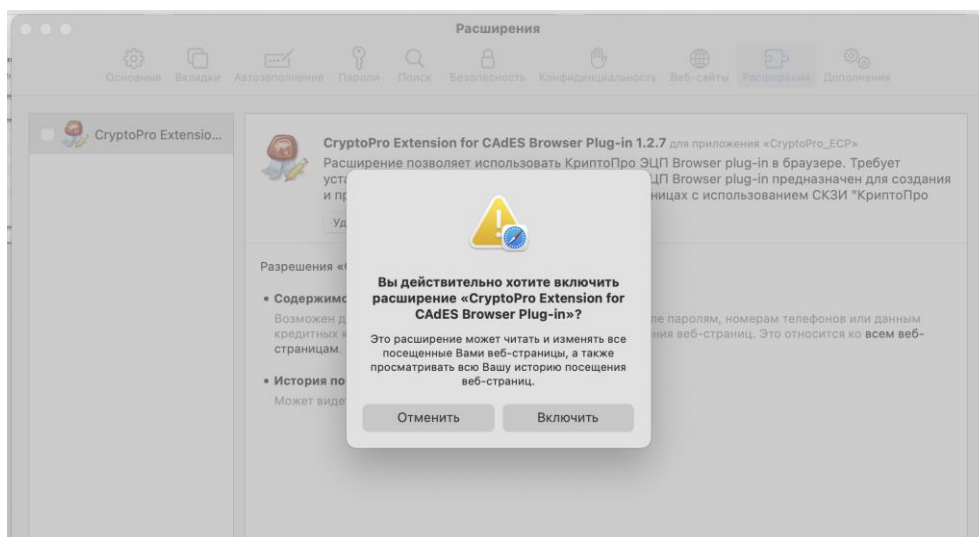 Расширения
Основные Вкладки Автозаполнение Пароли Поиск Безопасность Конфиденциальность Веб-сайты Расширения Дополнения
CryptoPro Extensio...
CryptoPro Extension for CAdES Browser Plug-in 1.2.7 для приложения «CryptoPro_ECP»
Расширение позволяет использовать КриптоПро ЭЦП Browser plug-in в браузере. Требует
уста ЭЦП Browser plug-in предназначен для создания
и пр ницах с использованием СКЗИ "КриптоПро
Уд
Разрешения «
Вы действительно хотите включить
расширение «CryptoPro Extension for
CAdES Browser Plug-in»?
Это расширение может читать и изменять все
посещенные Вами веб-страницы, а также
просматривать всю Вашу историю посещения
веб-страниц.
Отменить Включить
• Содержимо
Возможен д ле паролям, номерам телефонов или данным
кредитных ния веб-страниц. Это относится ко всем веб-
страницам.
• История по
Может виде